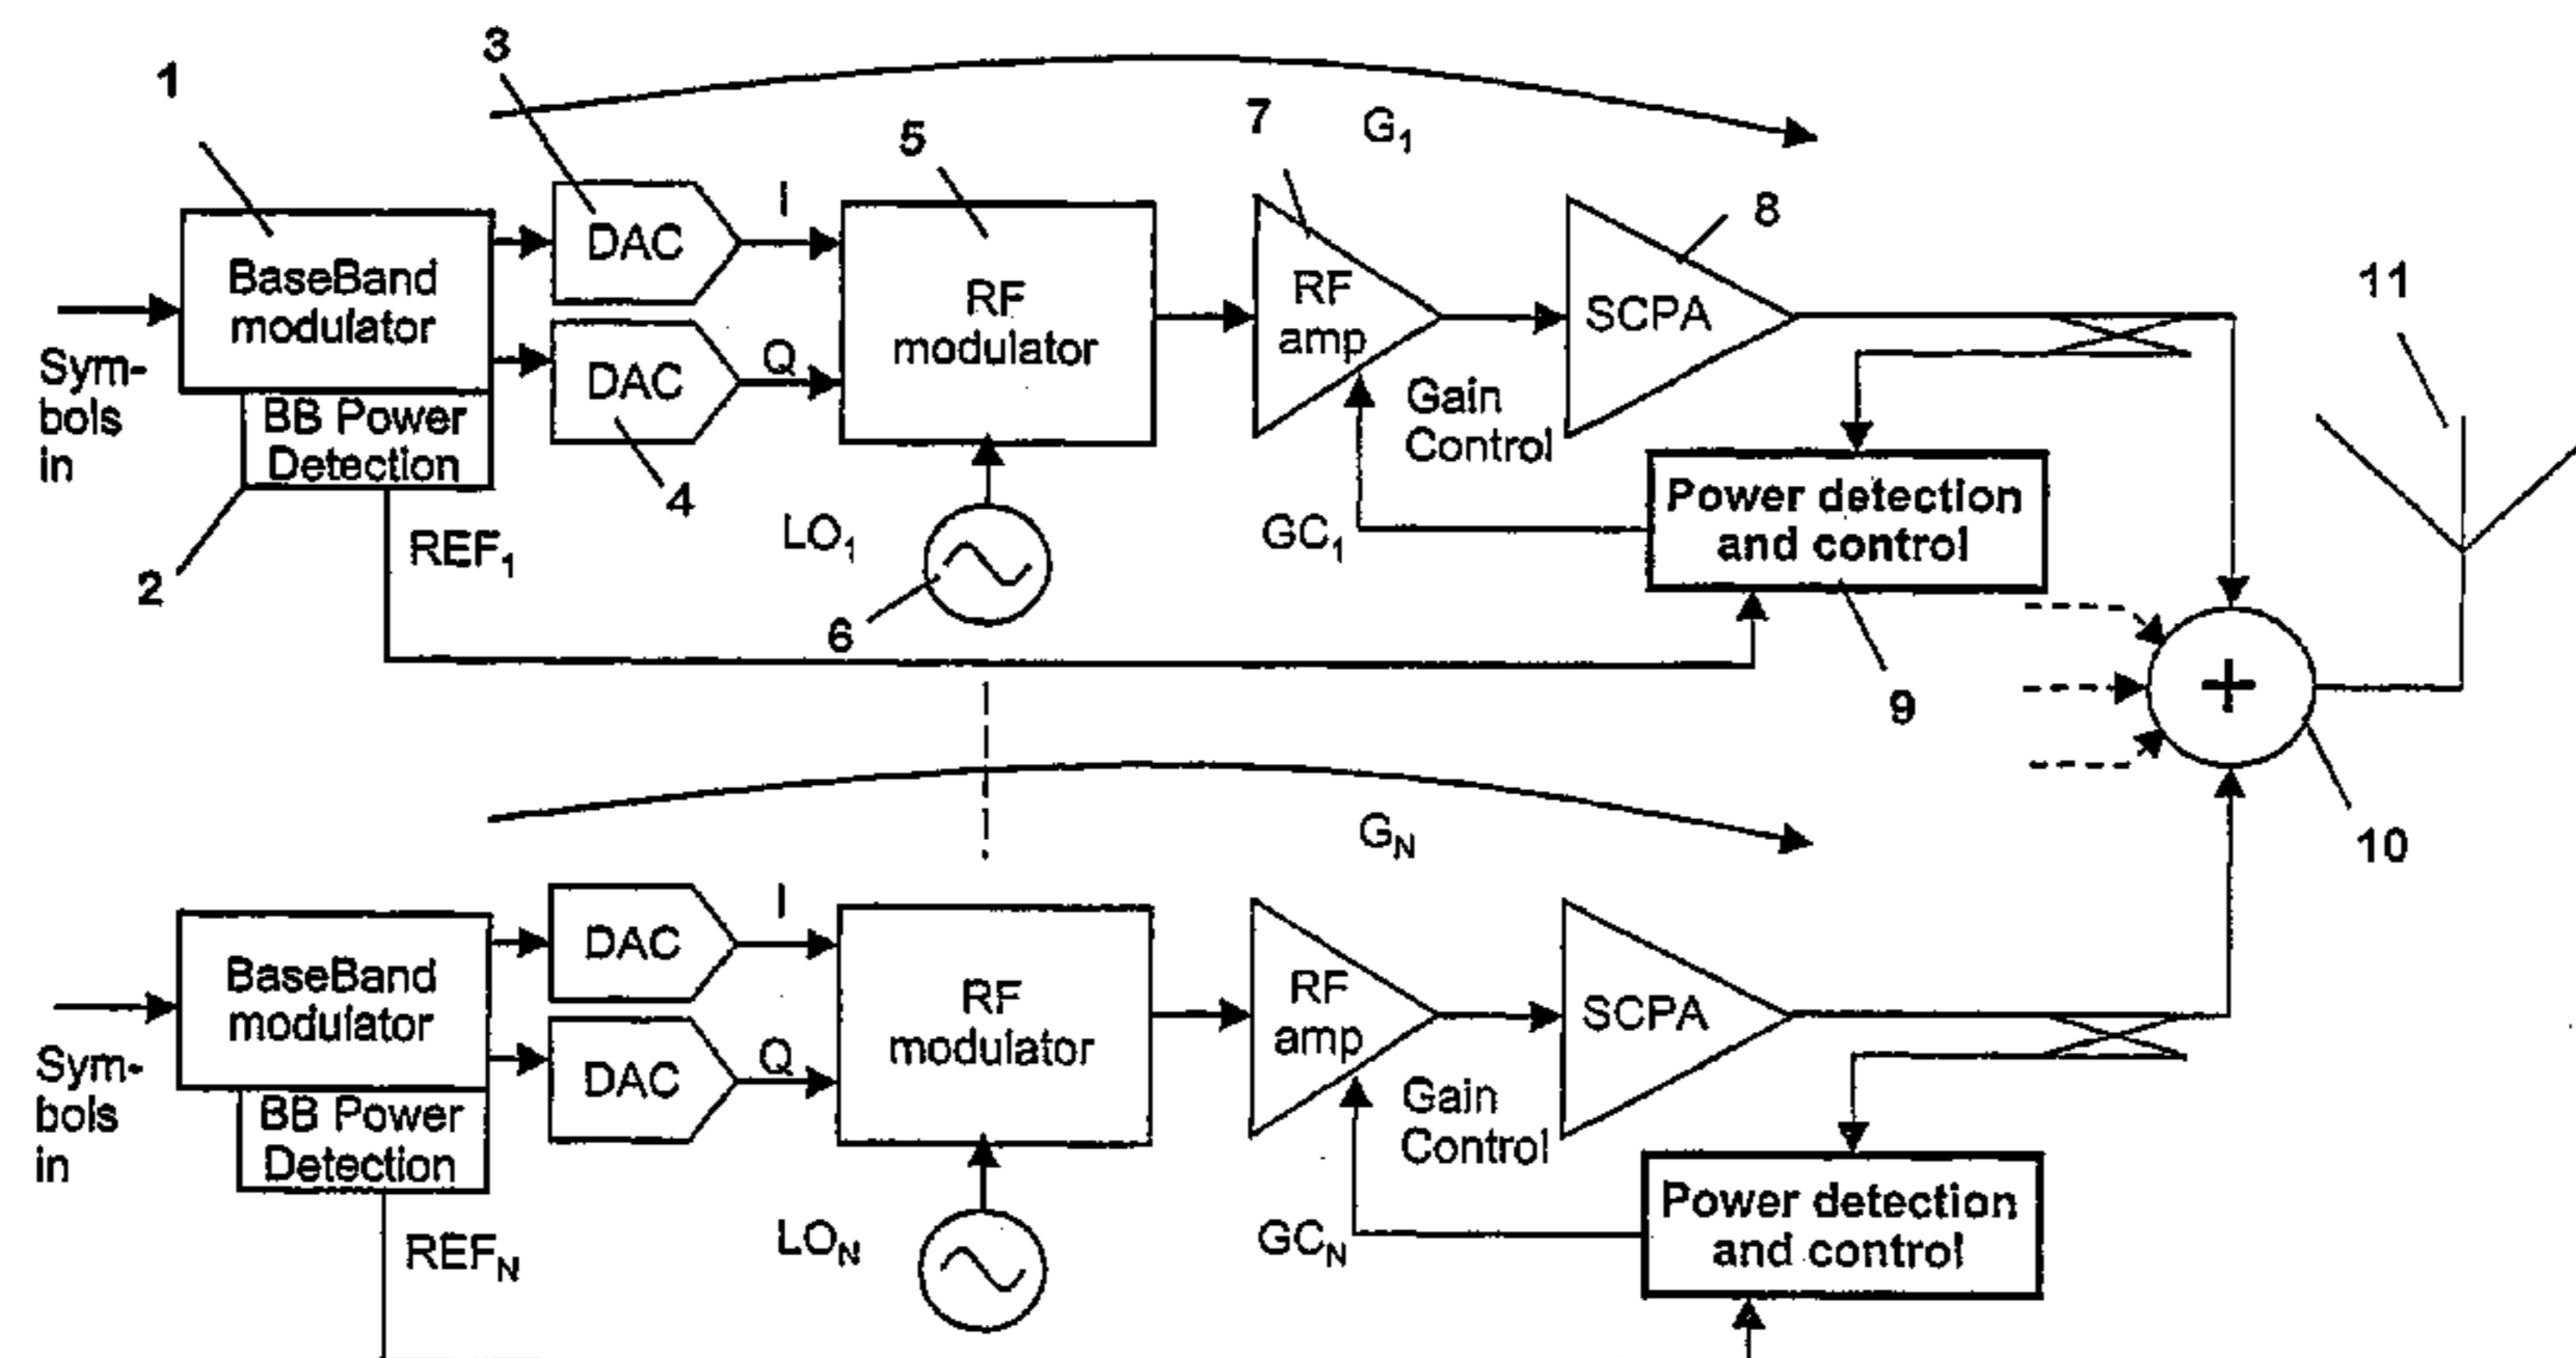 3
1
7
G1
5
I
8
DAC
BaseBand
modulator
RF
modulator
RF
amp
SCPA
11
Sym-
bols
in
DAC
Q
Gain
Control
BB Power
Detection
4
Power detection
and control
REF1
LO1
GC1
2
6
9
GN
10
I
DAC
BaseBand
modulator
RF
modulator
RF
amp
SCPA
Sym-
bols
in
DAC
Q
Gain
Control
BB Power
Detection
Power detection
and control
REFN
LON
GCN